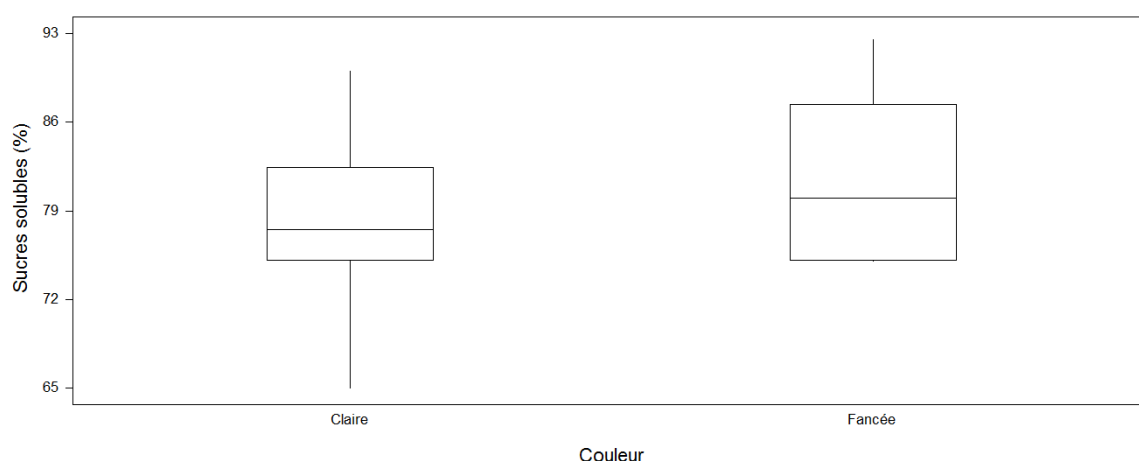 93
86
79
72
65
Sucres solubles (%)
Claire
Fancée
Couleur